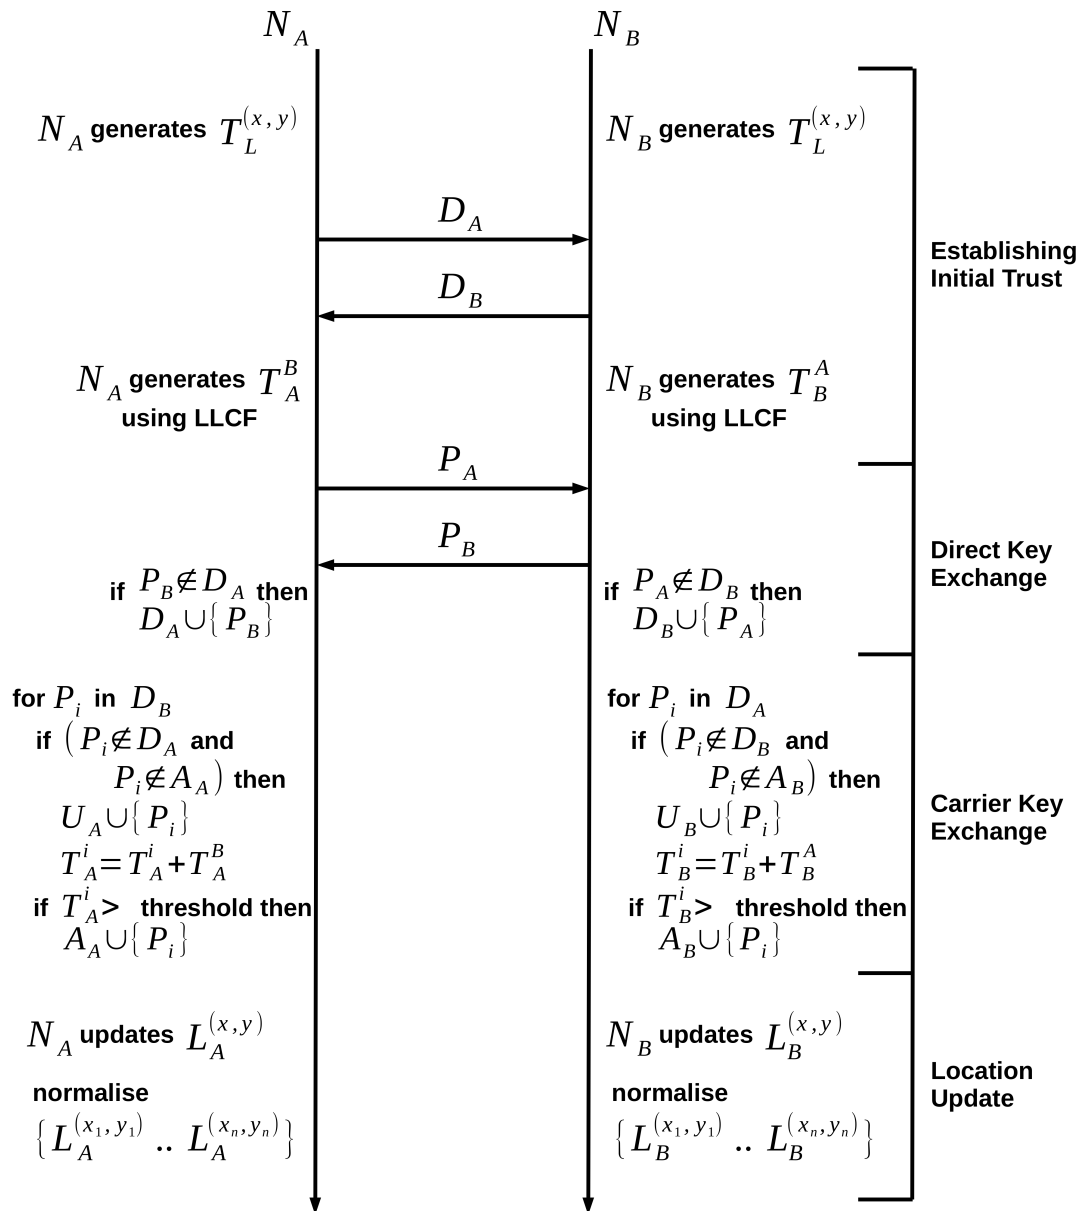 N_A N_B
N_A generates T_L^(x, y)
N_B generates T_L^(x, y)
D_A
D_B
Establishing
Initial Trust
N_A generates T_A^B
using LLCF
N_B generates T_B^A
using LLCF
P_A
P_B
Direct Key
Exchange
if P_B ∉ D_A then
D_A ∪ { P_B }
if P_A ∉ D_B then
D_B ∪ { P_A }
for P_i in D_B
if ( P_i ∉ D_A and
P_i ∉ A_A ) then
U_A ∪ { P_i }
T_A^i = T_A^i + T_A^B
if T_A^i > threshold then
A_A ∪ { P_i }
for P_i in D_A
if ( P_i ∉ D_B and
P_i ∉ A_B ) then
U_B ∪ { P_i }
T_B^i = T_B^i + T_B^A
if T_B^i > threshold then
A_B ∪ { P_i }
Carrier Key
Exchange
N_A updates L_A^(x, y)
normalise
{ L_A^(x_1, y_1) .. L_A^(x_n, y_n) }
N_B updates L_B^(x, y)
normalise
{ L_B^(x_1, y_1) .. L_B^(x_n, y_n) }
Location
Update